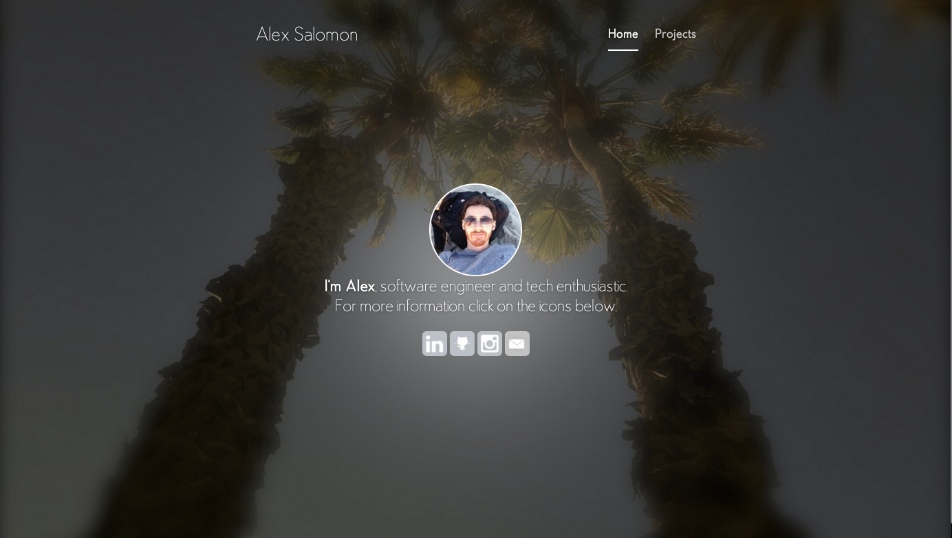 Alex Salomon
Home Projects
I'm Alex, software engineer and tech enthusiastic.
For more information click on the icons below.
in